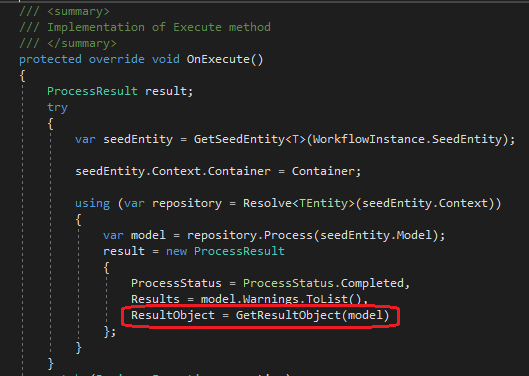 /// <summary>
/// Implementation of Execute method
/// </summary>
protected override void OnExecute()
{
ProcessResult result;
try
{
var seedEntity = GetSeedEntity<T>(WorkflowInstance.SeedEntity);
seedEntity.Context.Container = Container;
using (var repository = Resolve<TEntity>(seedEntity.Context))
{
var model = repository.Process(seedEntity.Model);
result = new ProcessResult
{
ProcessStatus = ProcessStatus.Completed,
Results = model.Warnings.ToList(),
ResultObject = GetResultObject(model)
};
}
}